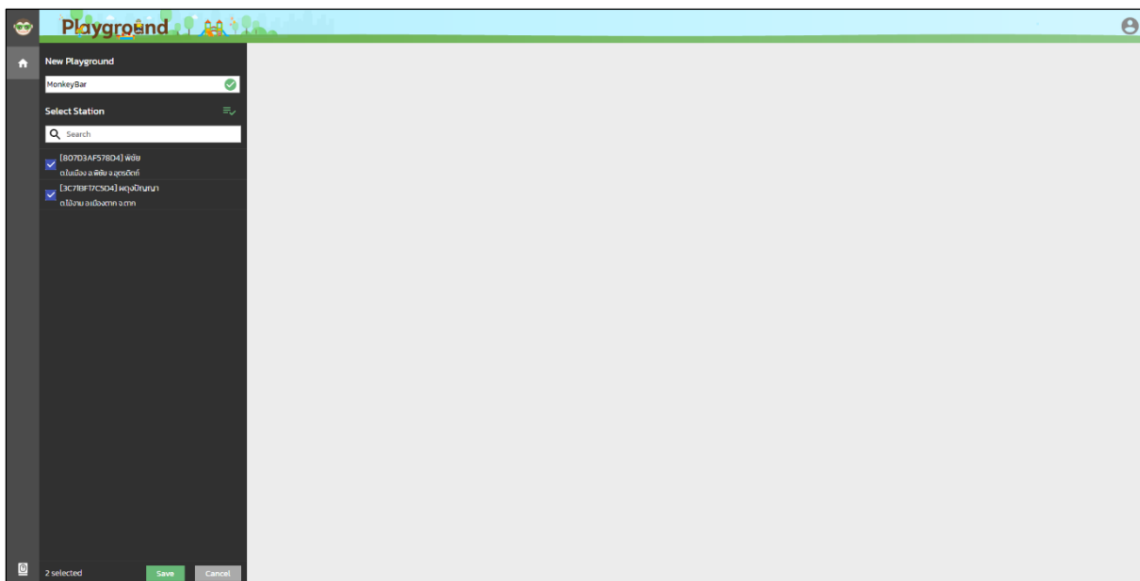 Playground
New Playground
MonkeyBar
Select Station
Search
[807D3AF578D4] พิชัย
ต.ในเมือง อ.พิชัย จ.อุตรดิตถ์
[3C71BF17C5D4] ผดุงปัญญา
ต.ไม้งาม อ.เมืองตาก จ.ตาก
2 selected
Save
Cancel